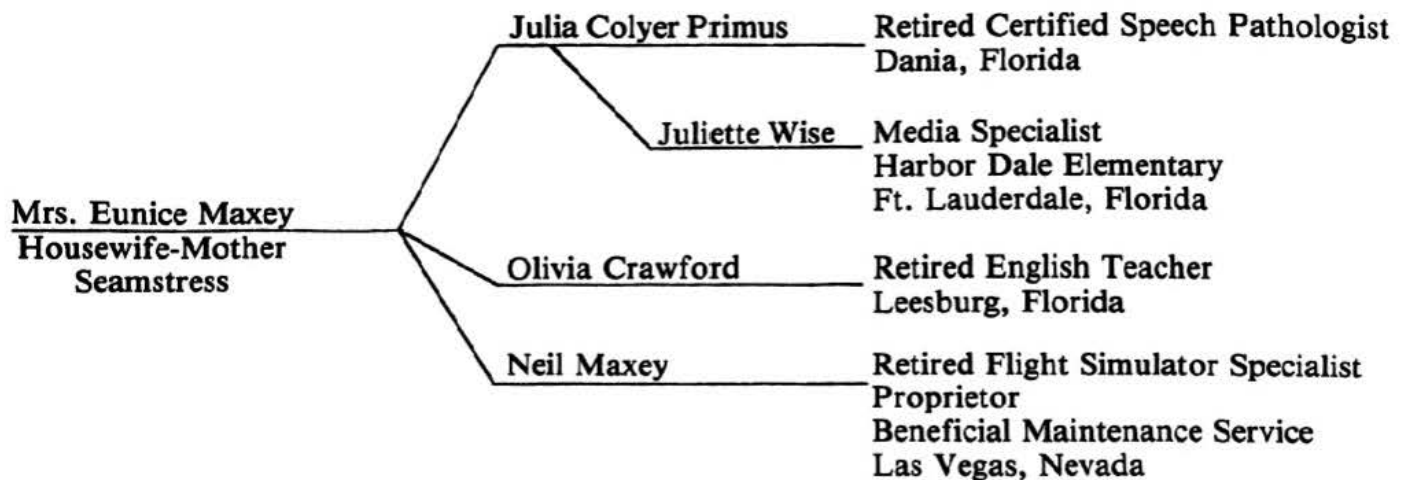 Julia Colyer Primus
Retired Certified Speech Pathologist
Dania, Florida
Juliette Wise
Media Specialist
Harbor Dale Elementary
Ft. Lauderdale, Florida
Mrs. Eunice Maxey
Housewife-Mother
Seamstress
Olivia Crawford
Retired English Teacher
Leesburg, Florida
Neil Maxey
Retired Flight Simulator Specialist
Proprietor
Beneficial Maintenance Service
Las Vegas, Nevada